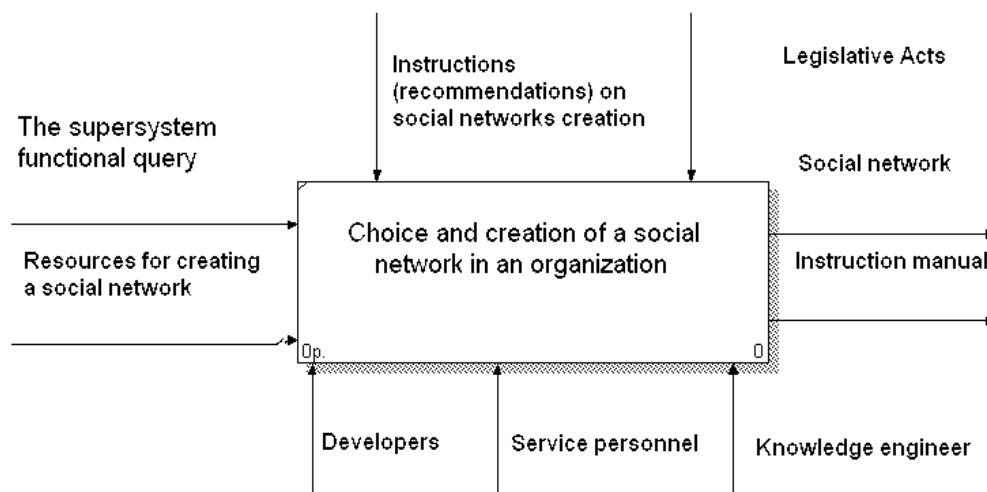 Instructions
(recommendations) on
social networks creation
Legislative Acts
The supersystem
functional query
Social network
Choice and creation of a social
network in an organization
Resources for creating
a social network
Instruction manual
0p.
0
Developers
Service personnel
Knowledge engineer